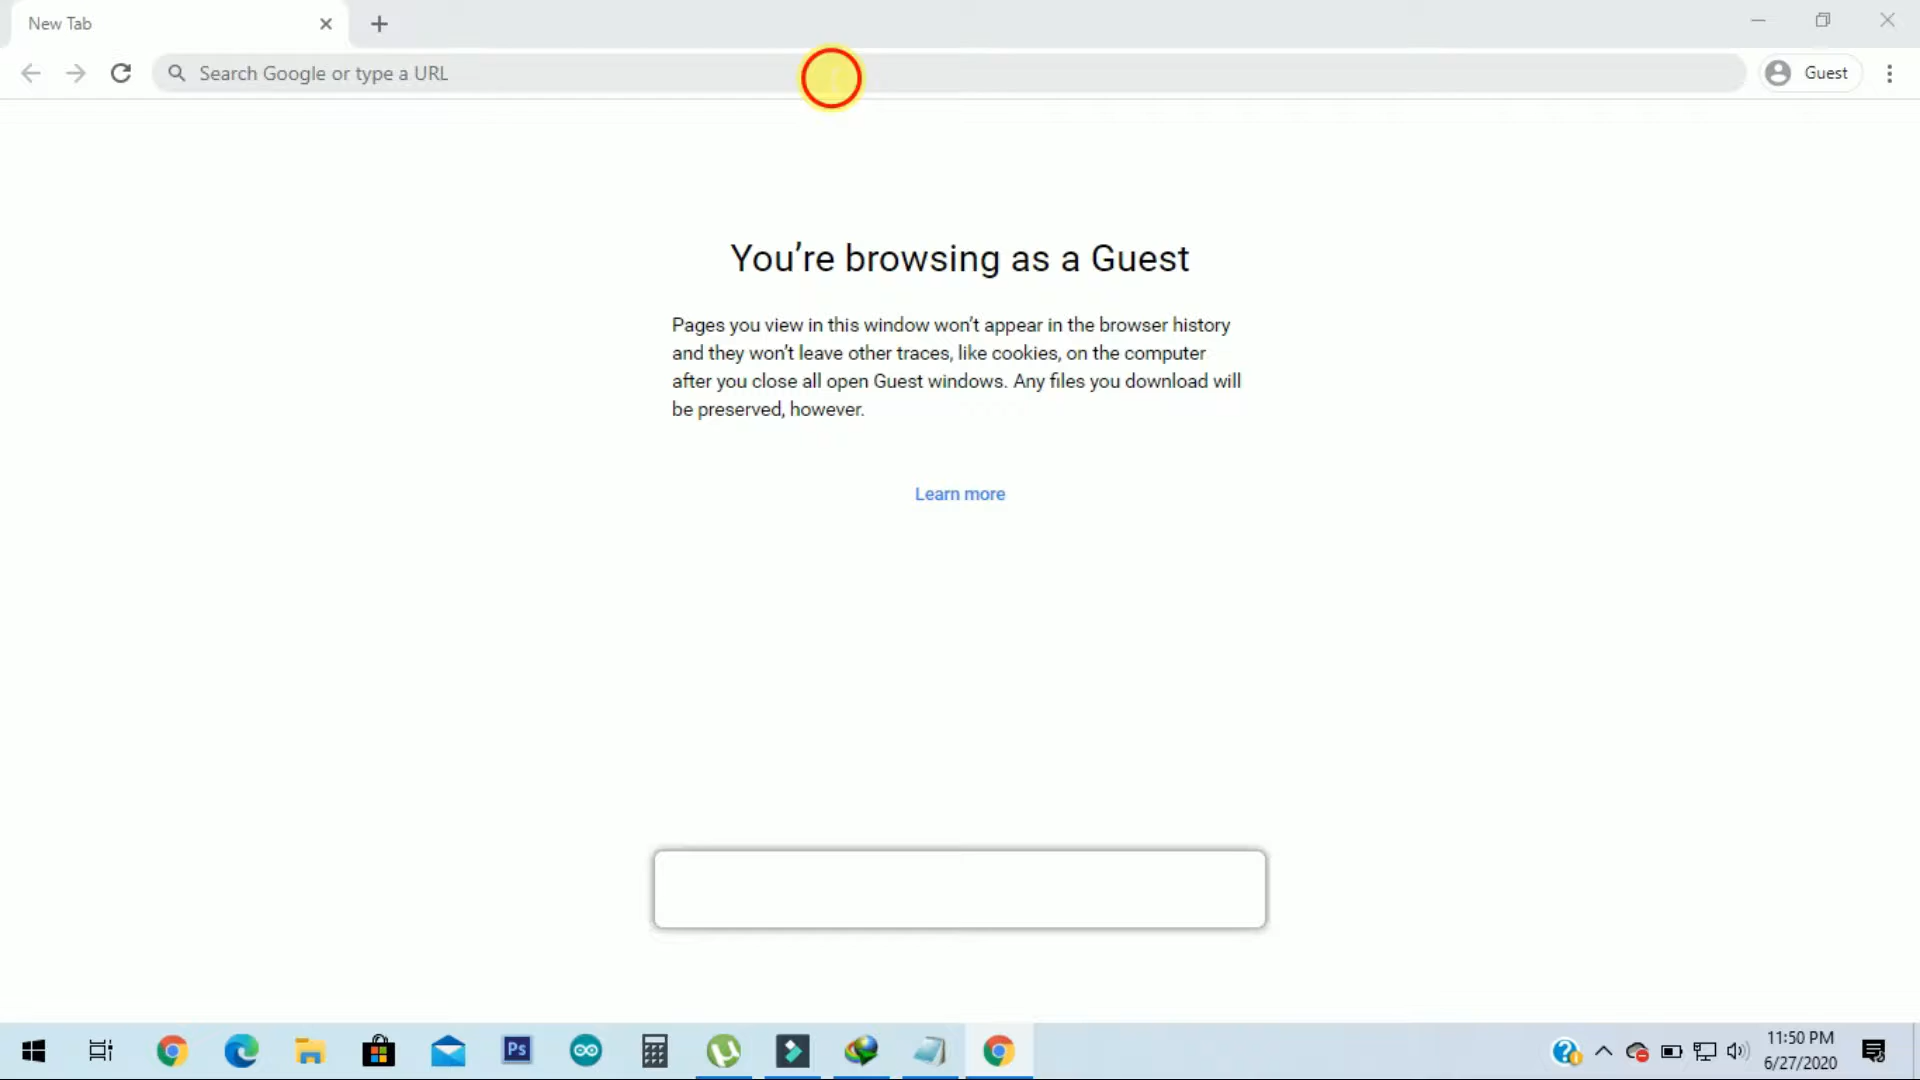 New Tab
Search Google or type a URL
Guest
You're browsing as a Guest
Pages you view in this window won't appear in the browser history
and they won't leave other traces, like cookies, on the computer
after you close all open Guest windows. Any files you download will
be preserved, however.
Learn more
Ps
11:50 PM
6/27/2020